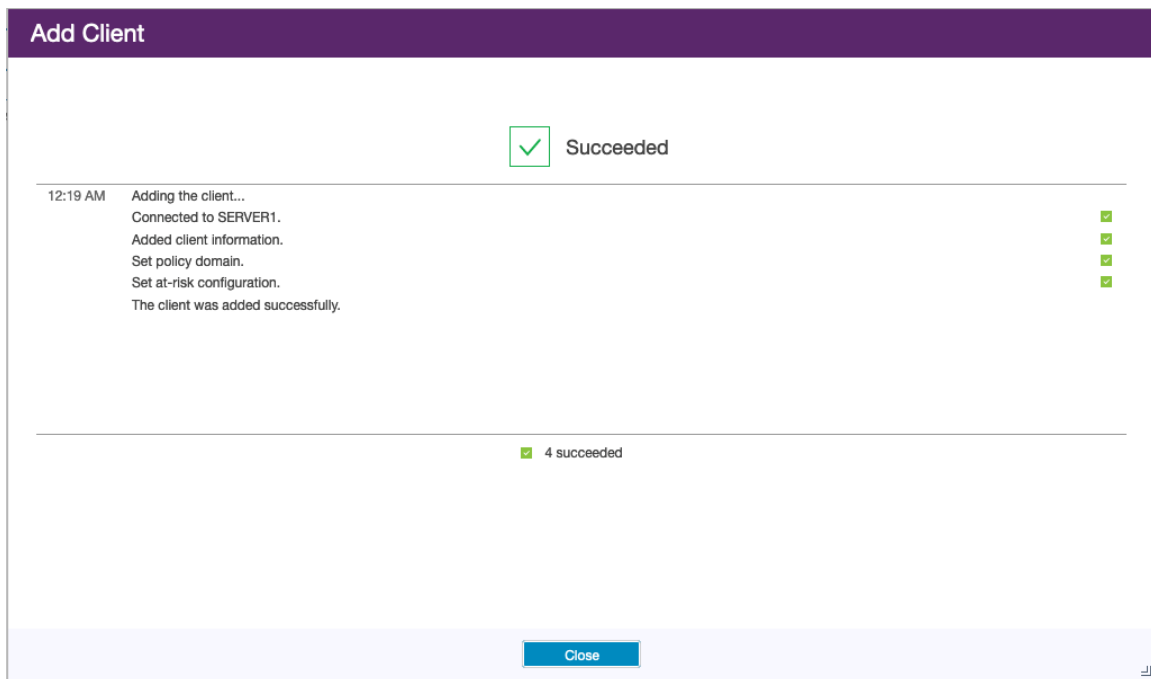 Add Client
Succeeded
12:19 AM Adding the client...
Connected to SERVER1.
Added client information.
Set policy domain.
Set at-risk configuration.
The client was added successfully.
4 succeeded
Close